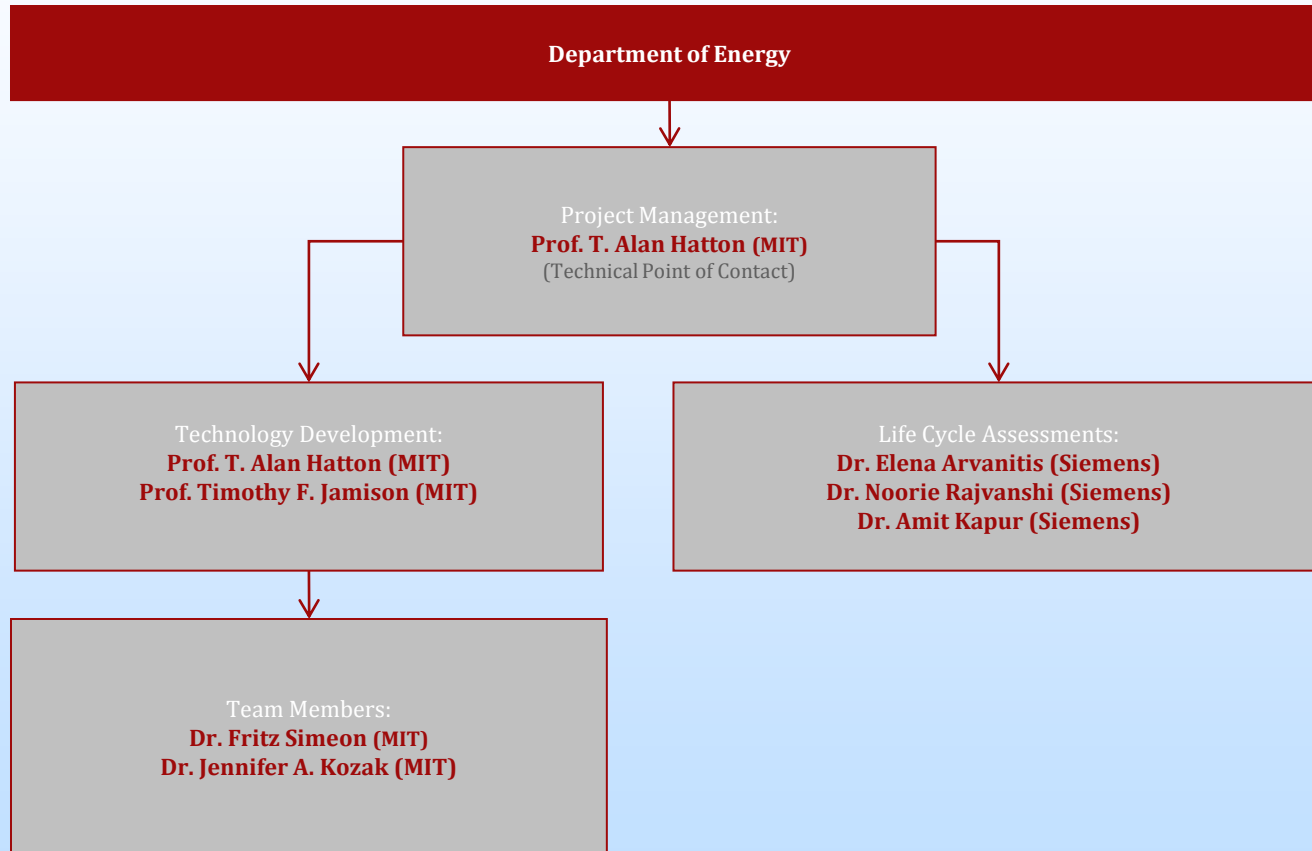 Department of Energy
Project Management:
Prof. T. Alan Hatton (MIT)
(Technical Point of Contact)
Technology Development:
Prof. T. Alan Hatton (MIT)
Prof. Timothy F. Jamison (MIT)
Life Cycle Assessments:
Dr. Elena Arvanitis (Siemens)
Dr. Noorie Rajvanshi (Siemens)
Dr. Amit Kapur (Siemens)
Team Members:
Dr. Fritz Simeon (MIT)
Dr. Jennifer A. Kozak (MIT)